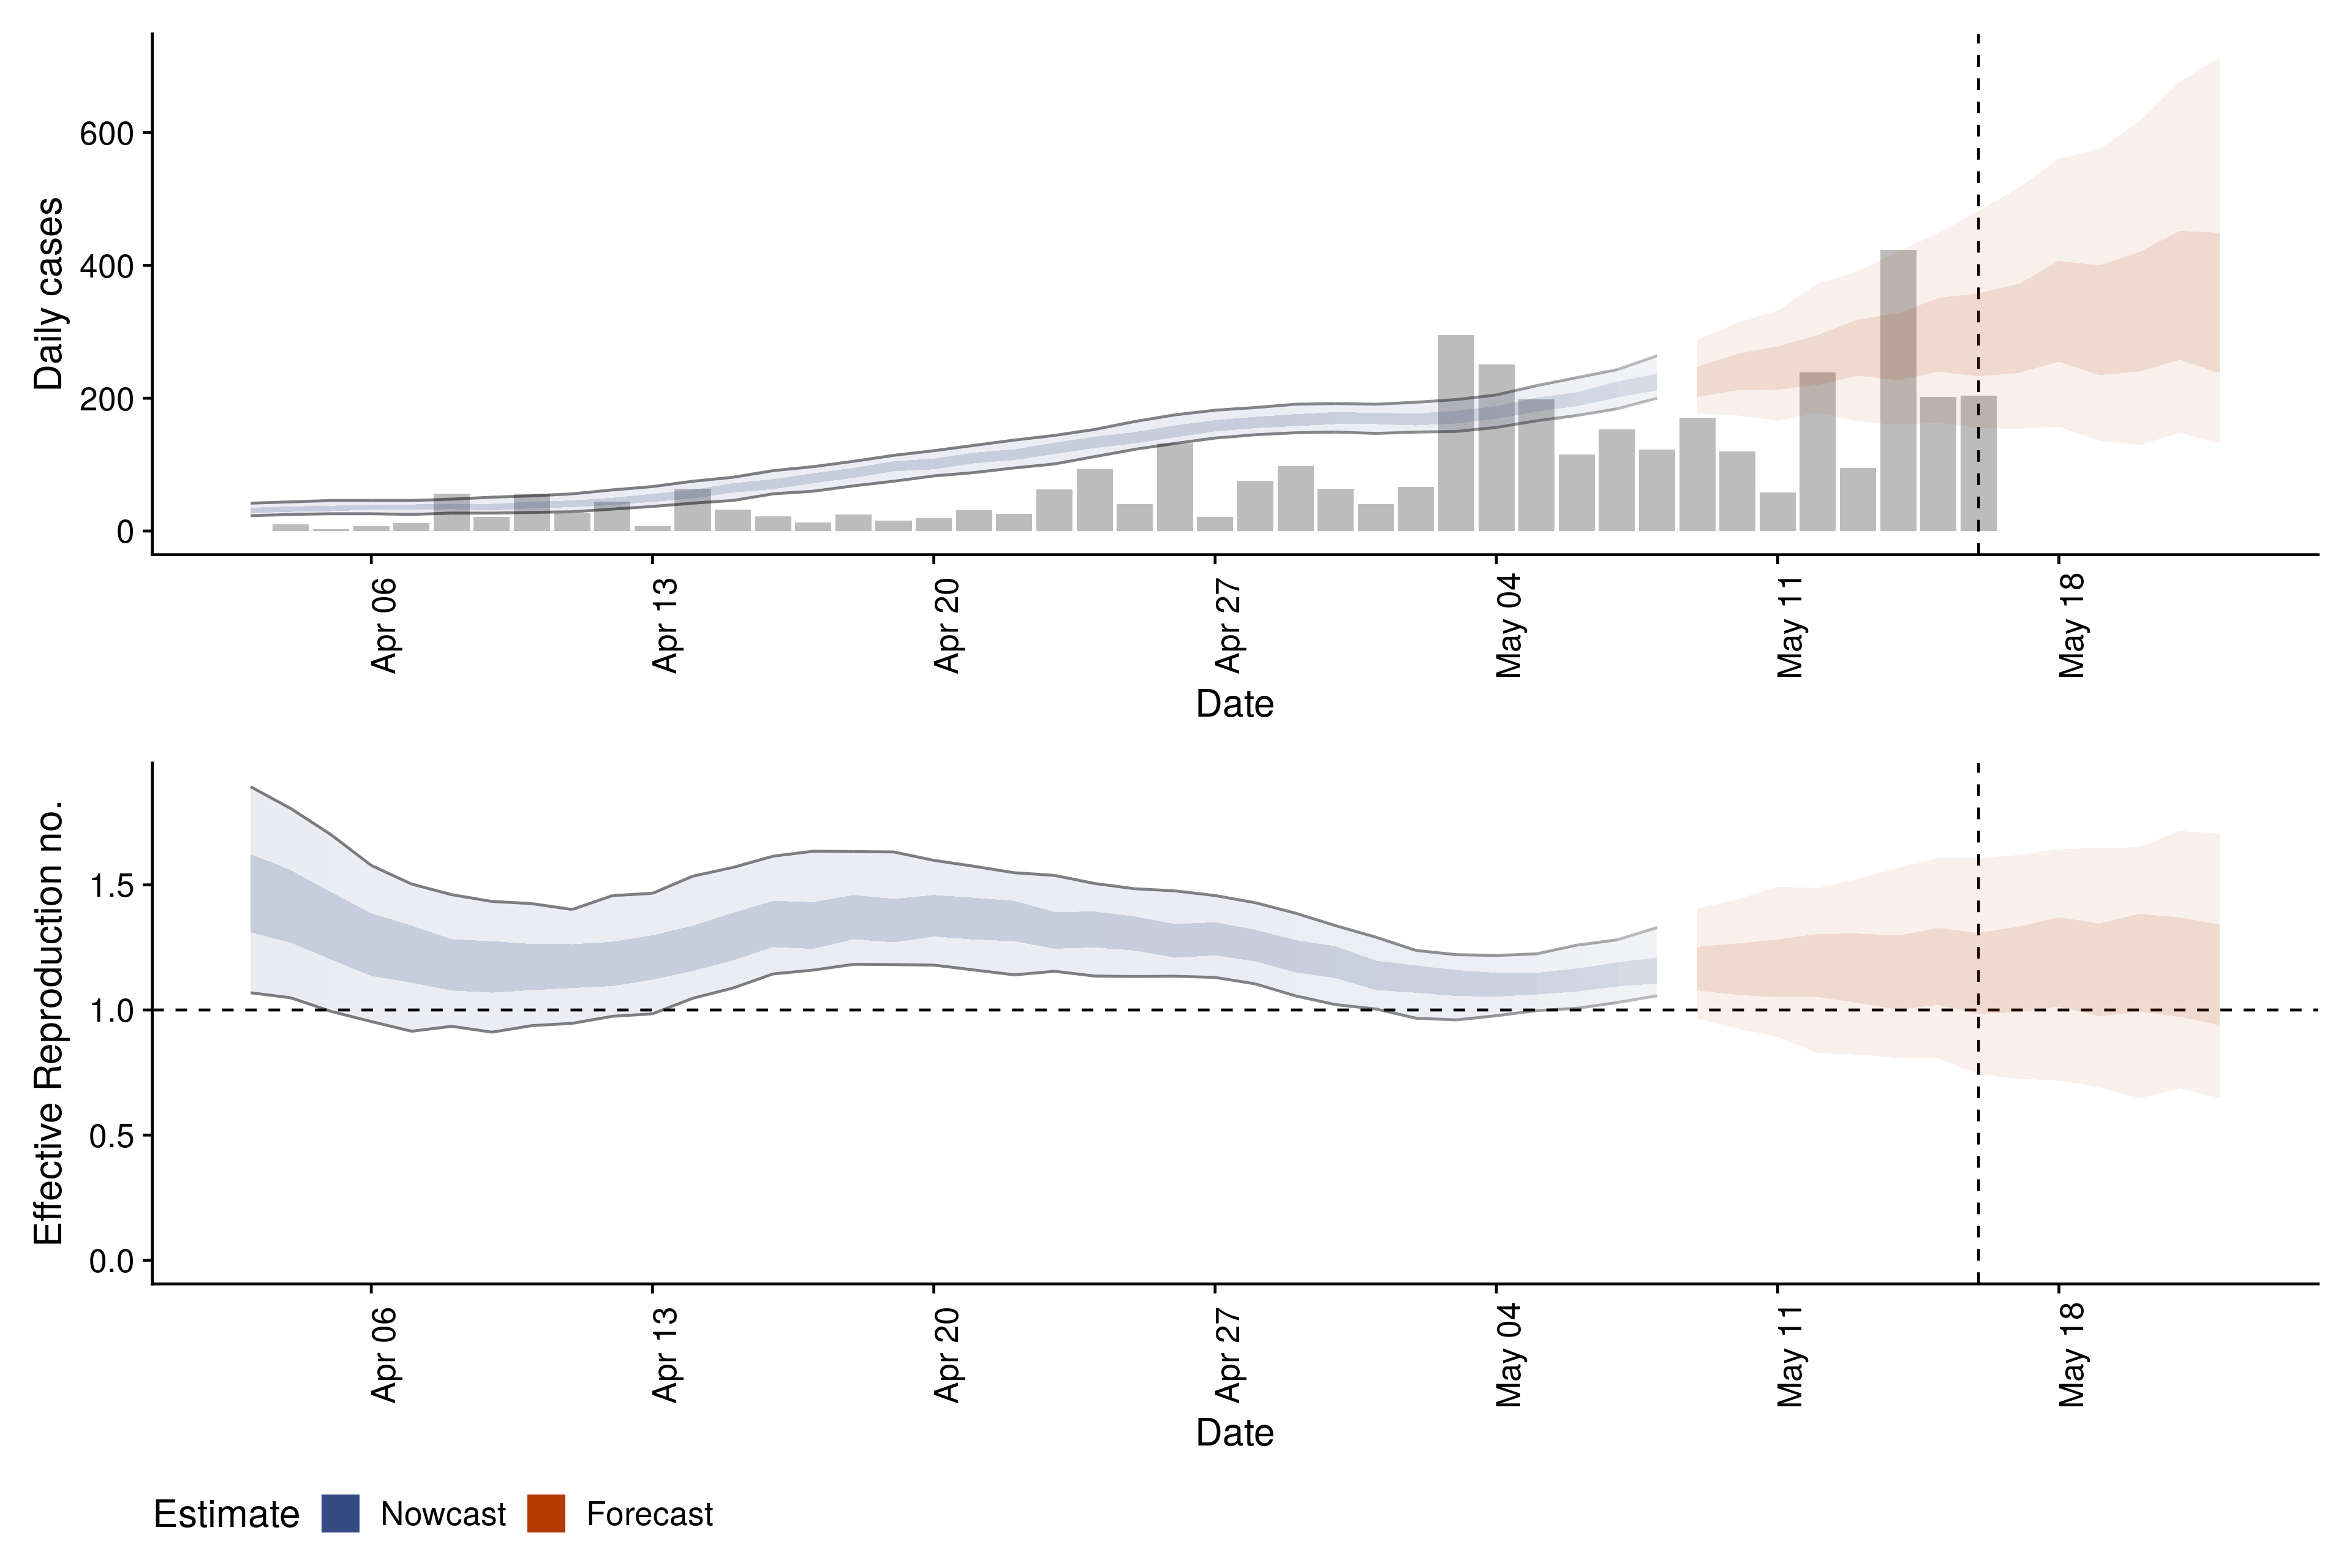 Daily cases
600
400
200
0
Apr 06
Apr 13
Apr 20
Apr 27
May 04
May 11
May 18
Date
Effective Reproduction no.
1.5
1.0
0.5
0.0
Apr 06
Apr 13
Apr 20
Apr 27
May 04
May 11
May 18
Date
Estimate Nowcast Forecast